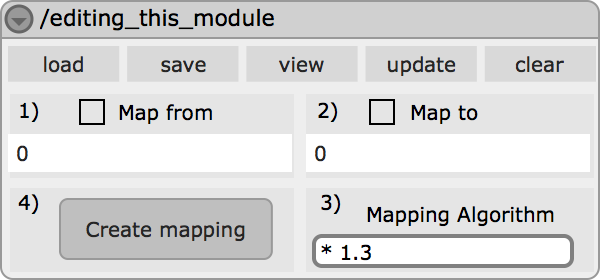 /editing_this_module
load save view update clear
1) Map from
2) Map to
0
0
4) Create mapping
3) Mapping Algorithm
* 1.3